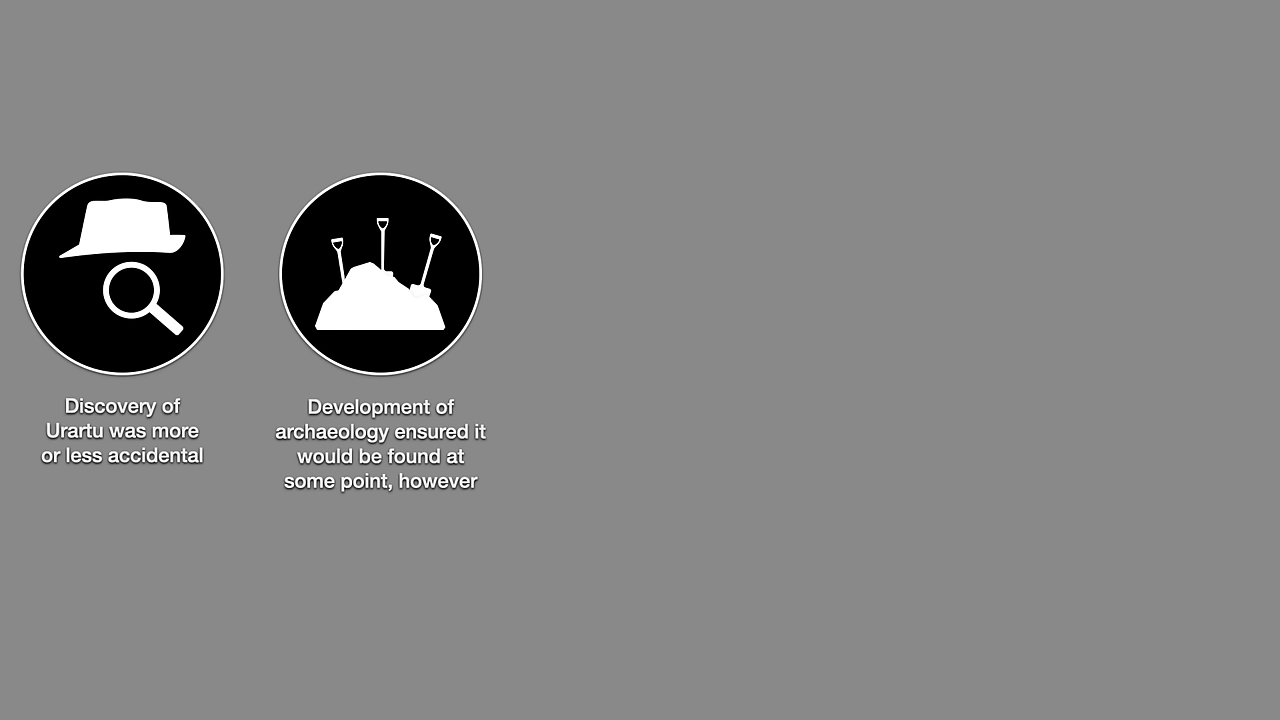 Discovery of
Urartu was more
or less accidental
Development of
archaeology ensured it
would be found at
some point, however